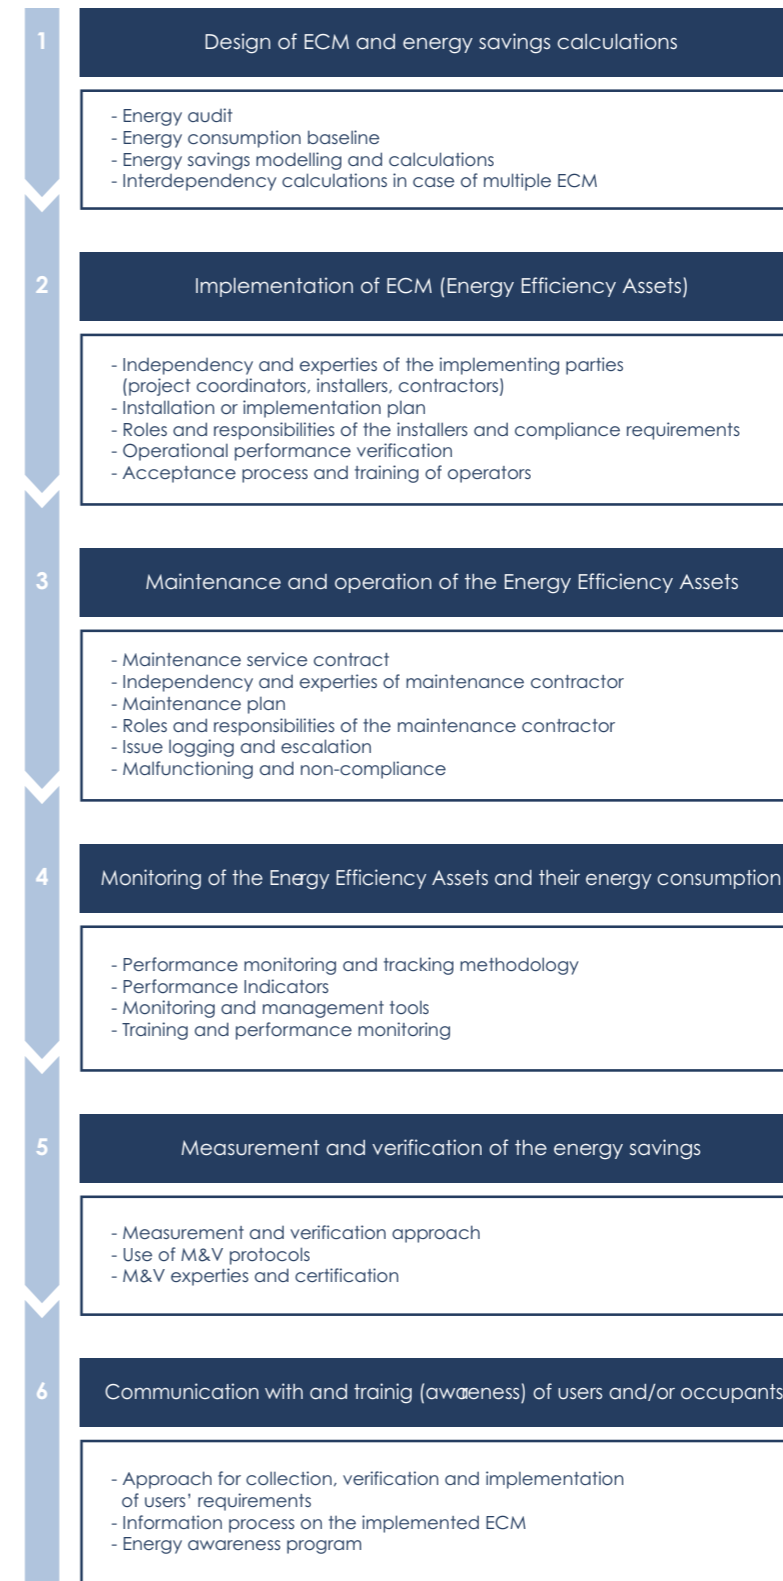 1
Design of ECM and energy savings calculations
- Energy audit
- Energy consumption baseline
- Energy savings modelling and calculations
- Interdependency calculations in case of multiple ECM
2
Implementation of ECM (Energy Efficiency Assets)
- Independency and experties of the implementing parties
(project coordinators, installers, contractors)
- Installation or implementation plan
- Roles and responsibilities of the installers and compliance requirements
- Operational performance verification
- Acceptance process and training of operators
3
Maintenance and operation of the Energy Efficiency Assets
- Maintenance service contract
- Independency and experties of maintenance contractor
- Maintenance plan
- Roles and responsibilities of the maintenance contractor
- Issue logging and escalation
- Malfunctioning and non-compliance
4
Monitoring of the Energy Efficiency Assets and their energy consumption
- Performance monitoring and tracking methodology
- Performance Indicators
- Monitoring and management tools
- Training and performance monitoring
5
Measurement and verification of the energy savings
- Measurement and verification approach
- Use of M&V protocols
- M&V experties and certification
6
Communication with and trainig (awareness) of users and/or occupants
- Approach for collection, verification and implementation
of users' requirements
- Information process on the implemented ECM
- Energy awareness program